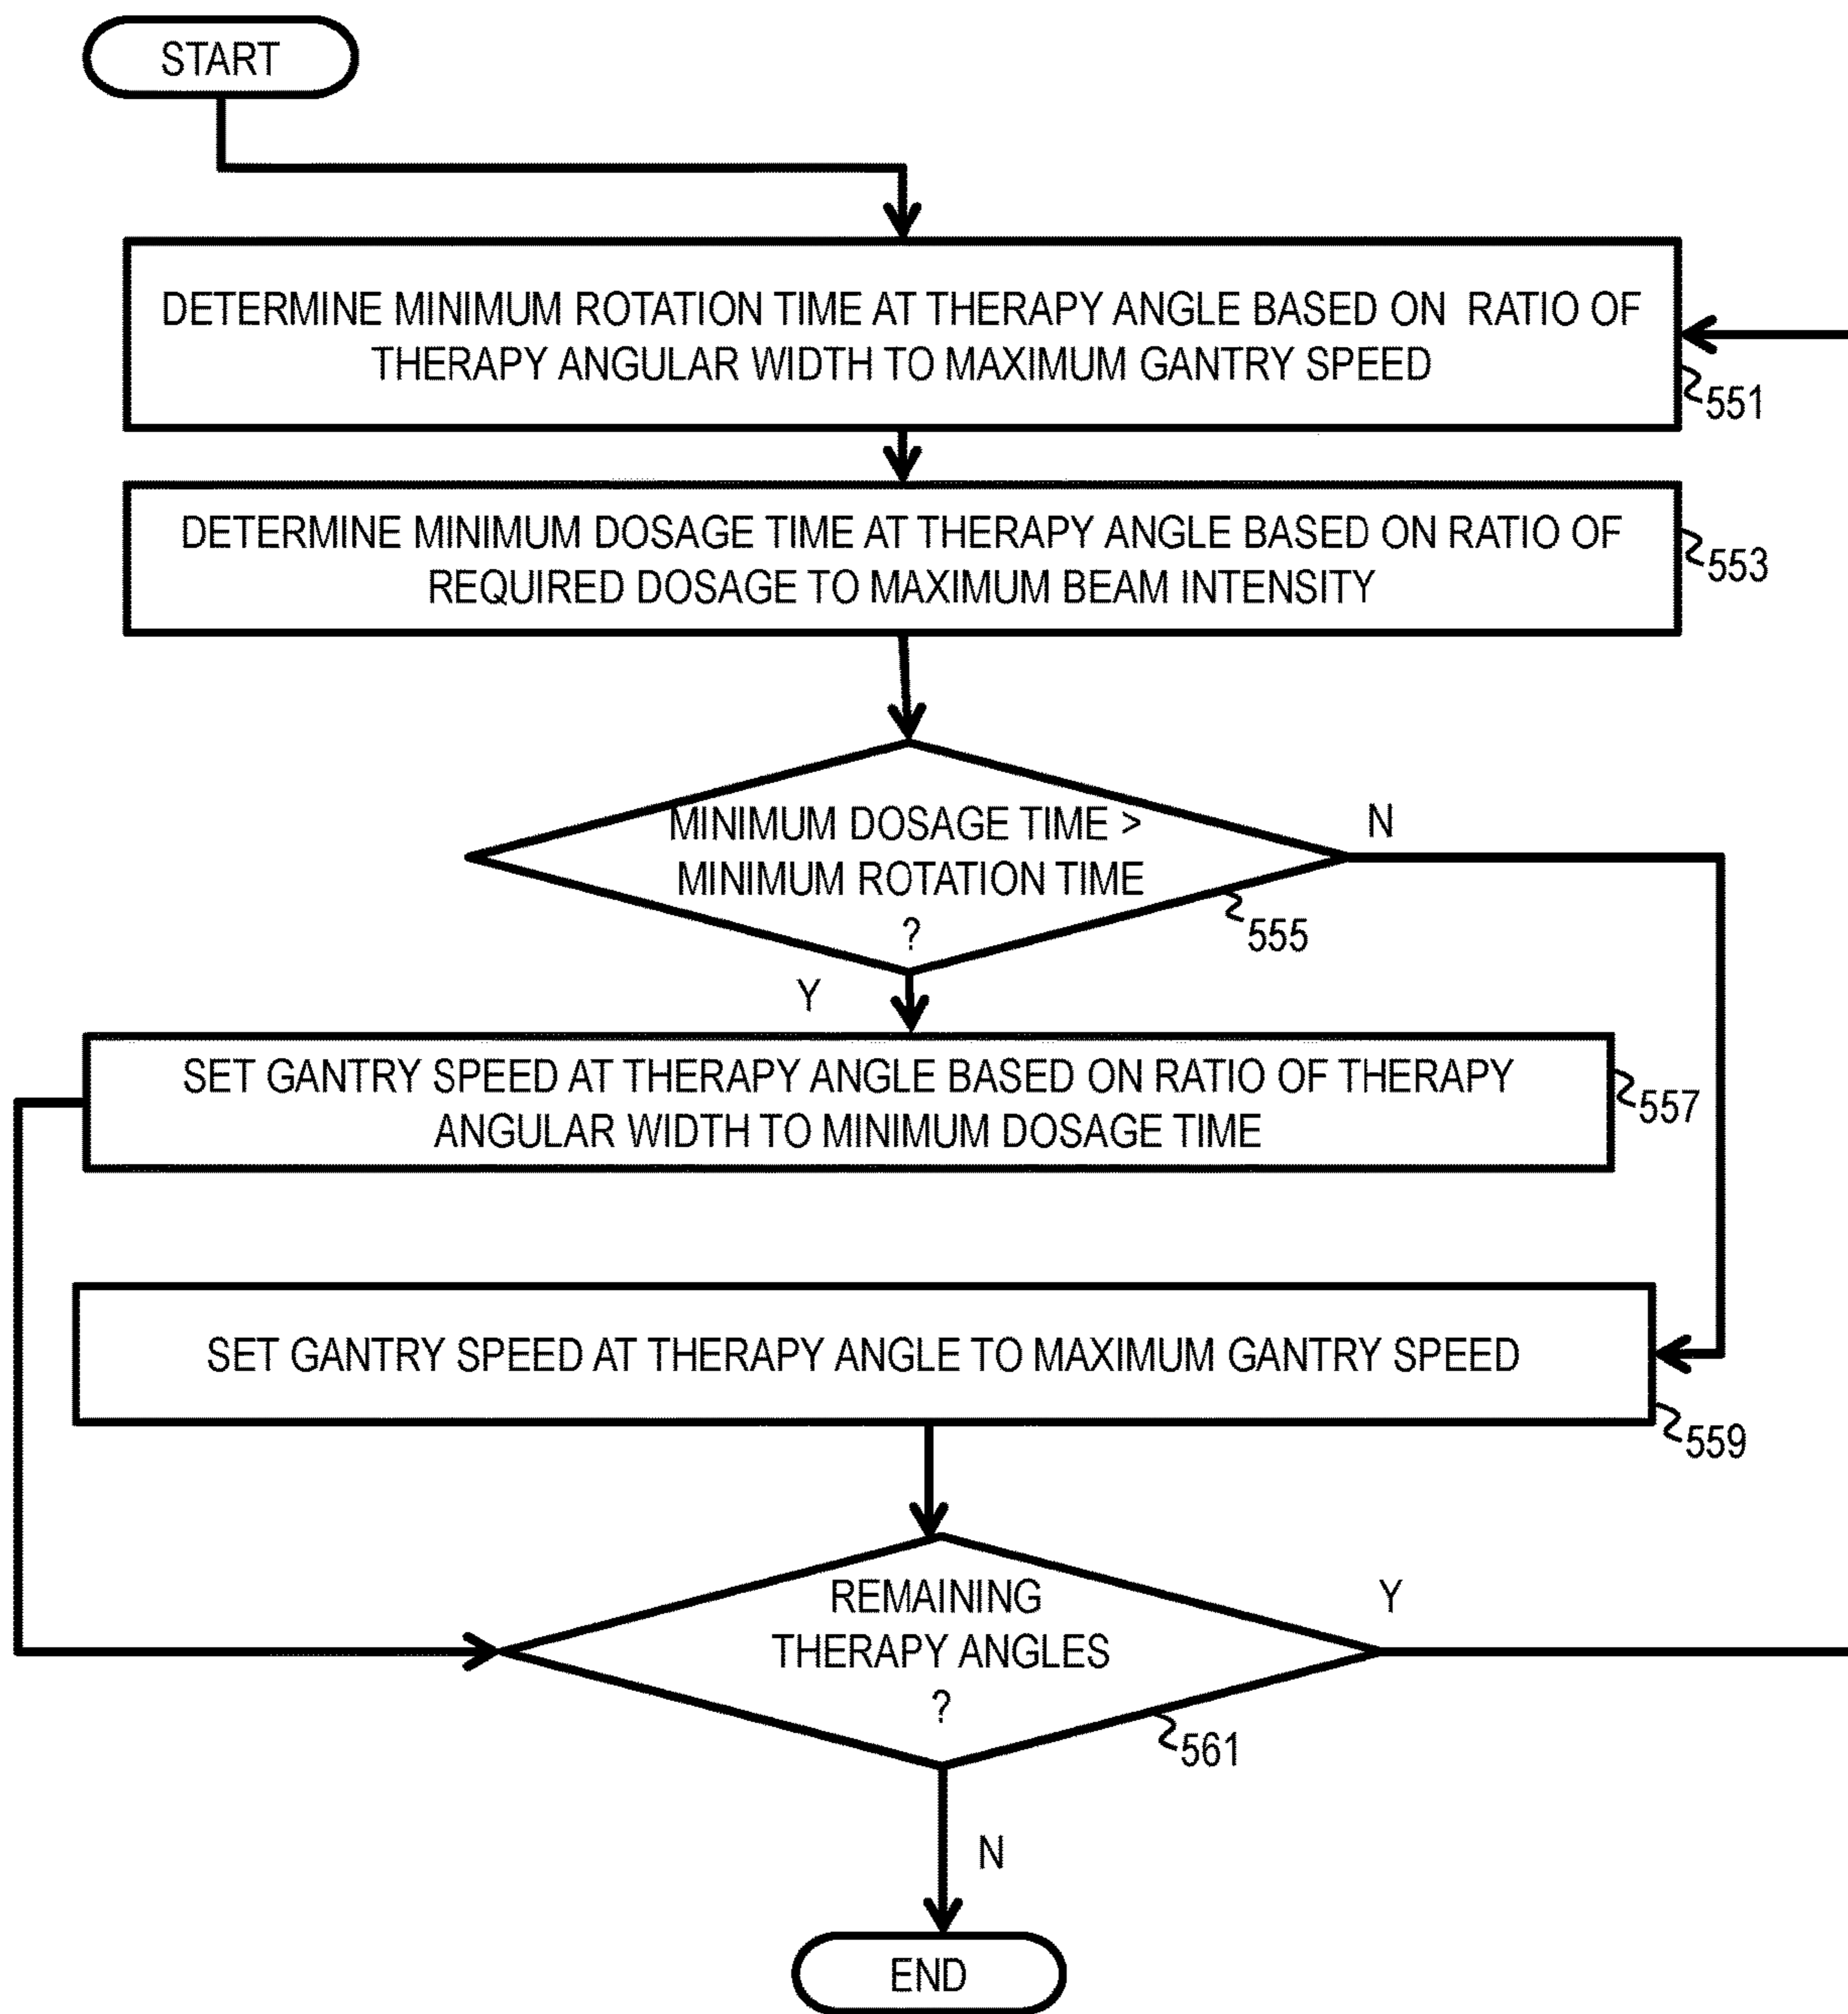 START
DETERMINE MINIMUM ROTATION TIME AT THERAPY ANGLE BASED ON RATIO OF
THERAPY ANGULAR WIDTH TO MAXIMUM GANTRY SPEED
551
DETERMINE MINIMUM DOSAGE TIME AT THERAPY ANGLE BASED ON RATIO OF
REQUIRED DOSAGE TO MAXIMUM BEAM INTENSITY
553
MINIMUM DOSAGE TIME >
MINIMUM ROTATION TIME
?
N
555
Y
SET GANTRY SPEED AT THERAPY ANGLE BASED ON RATIO OF THERAPY
ANGULAR WIDTH TO MINIMUM DOSAGE TIME
557
SET GANTRY SPEED AT THERAPY ANGLE TO MAXIMUM GANTRY SPEED
559
REMAINING
THERAPY ANGLES
?
Y
561
N
END